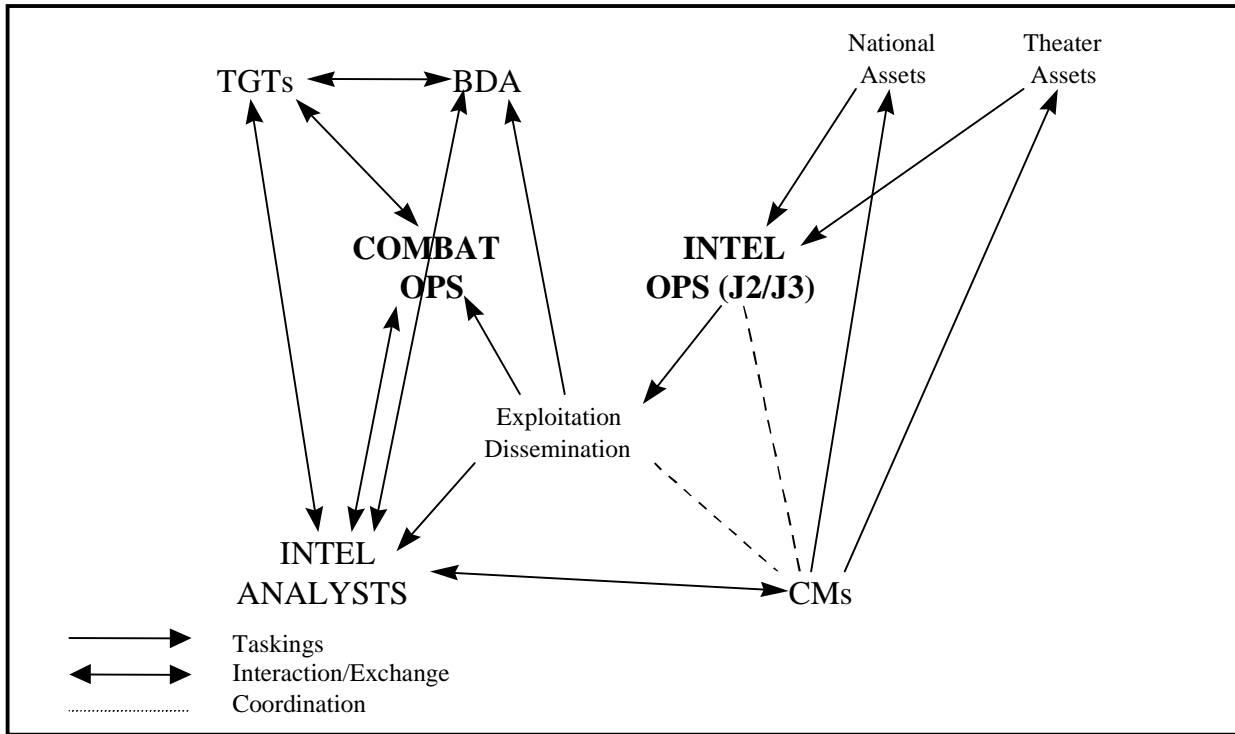 National
Assets
Theater
Assets
TGTs
BDA
COMBAT
OPS
INTEL
OPS (J2/J3)
Exploitation
Dissemination
INTEL
ANALYSTS
CMs
Taskings
Interaction/Exchange
Coordination